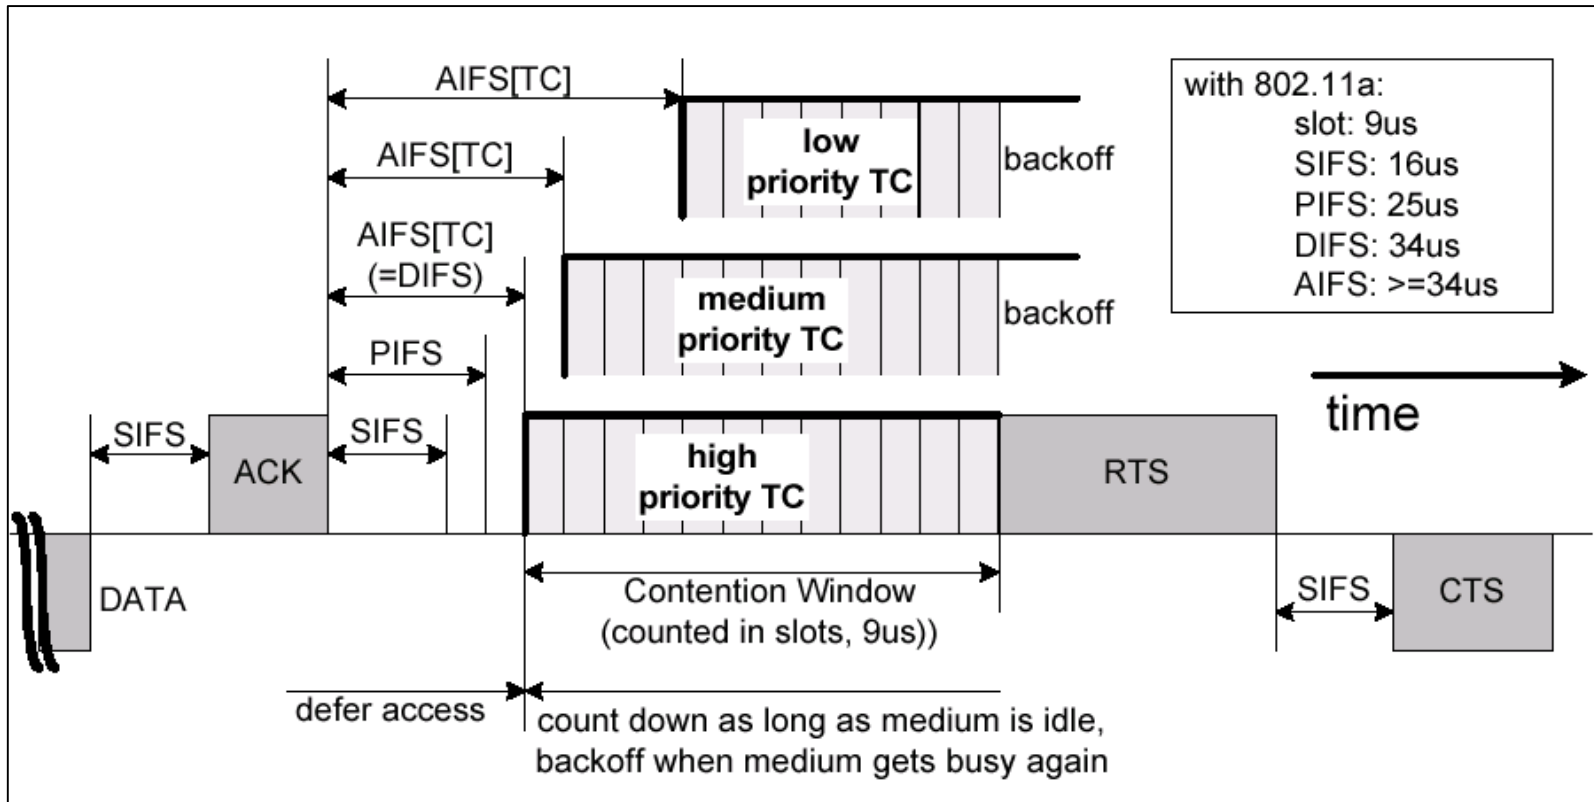 AIFS[TC]
AIFS[TC]
AIFS[TC]
(=DIFS)
PIFS
SIFS
SIFS
ACK
DATA
low
priority TC
backoff
medium
priority TC
backoff
high
priority TC
with 802.11a:
slot: 9us
SIFS: 16us
PIFS: 25us
DIFS: 34us
AIFS: >=34us
time
RTS
SIFS
CTS
Contention Window
(counted in slots, 9us))
defer access
count down as long as medium is idle,
backoff when medium gets busy again